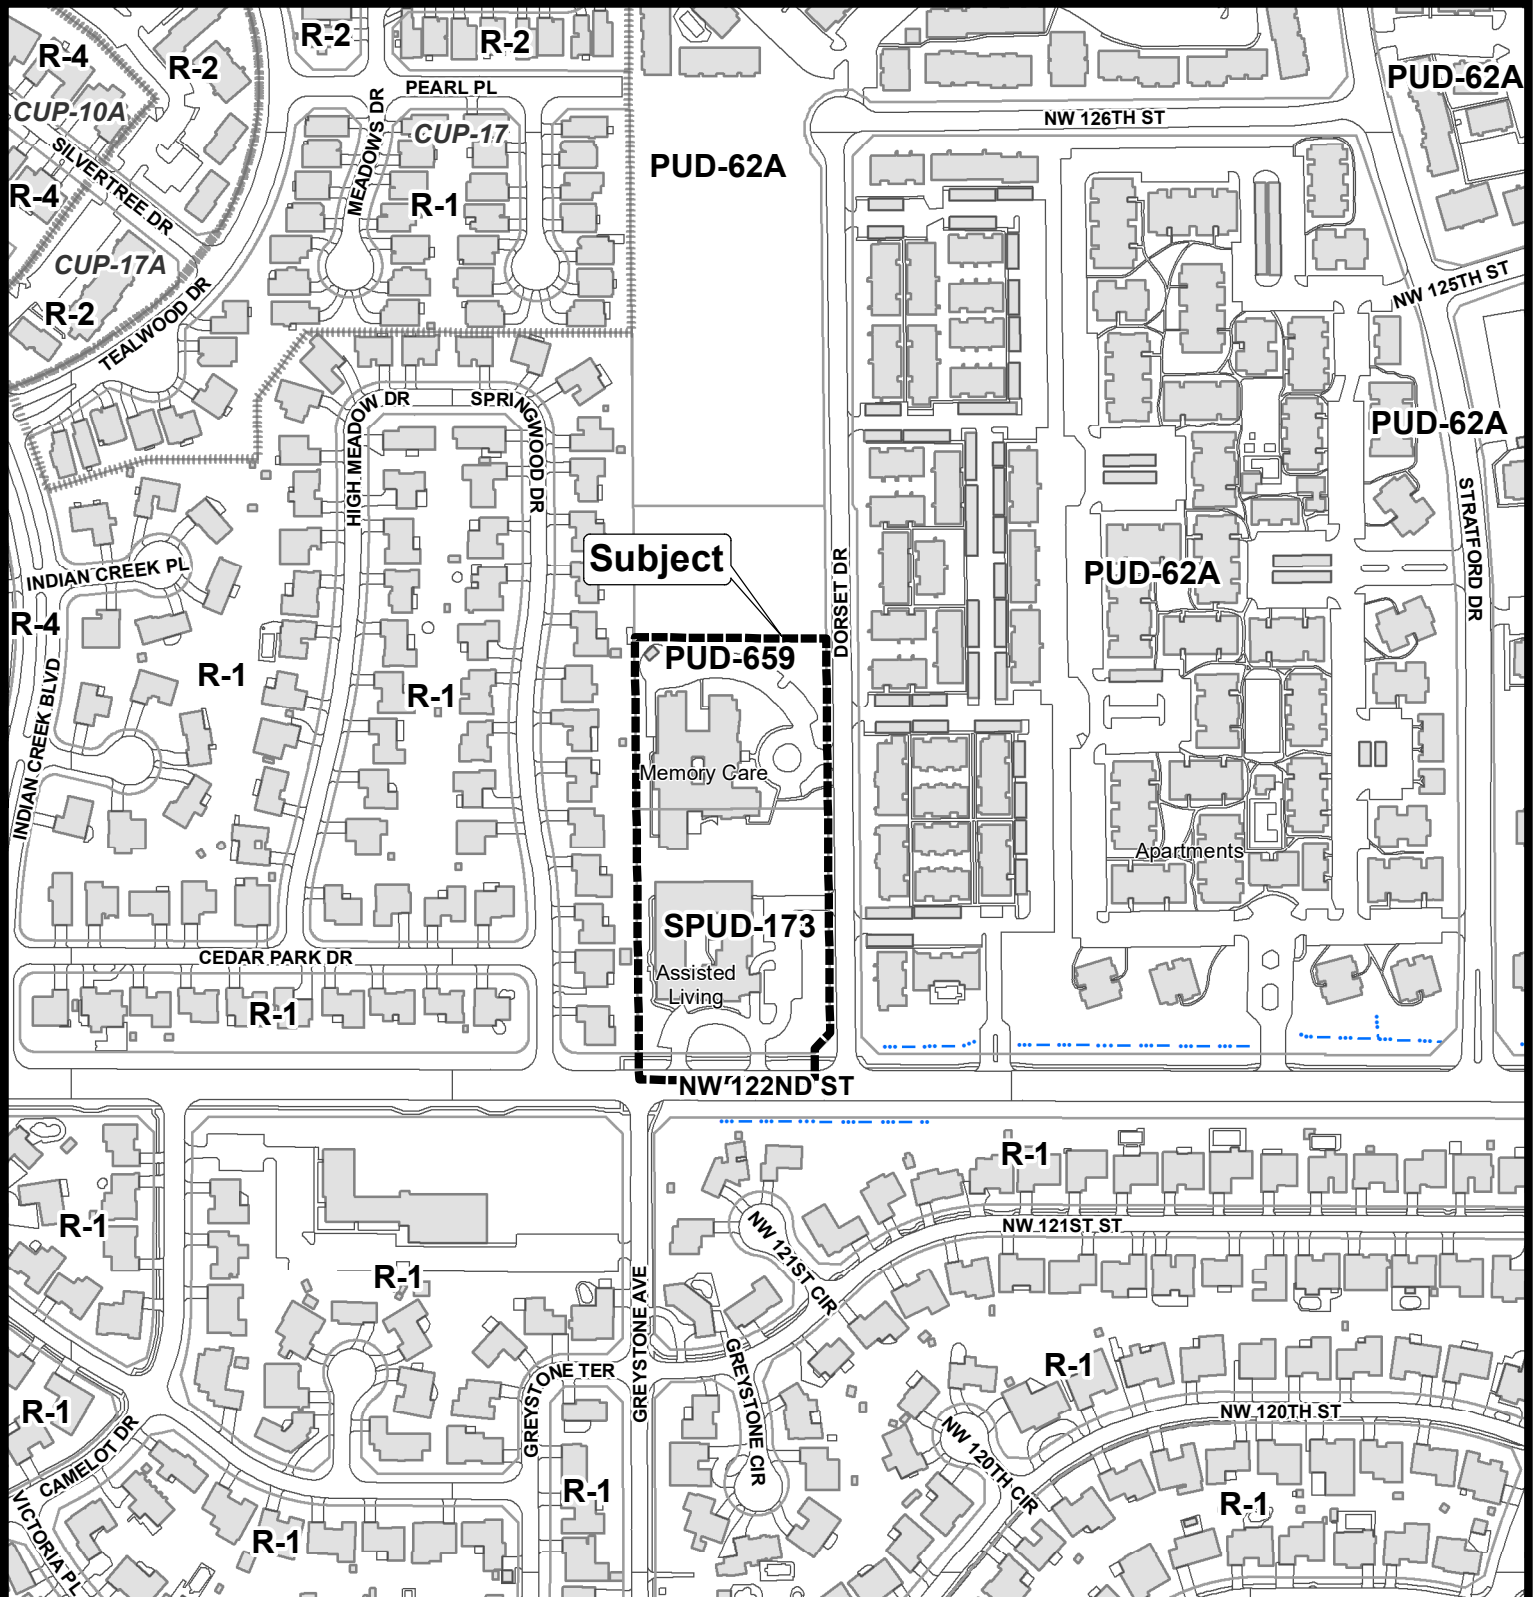 R-2
R-2
R-4
R-2
PUD-62A
PEARL PL
CUP-10A
NW 126TH ST
CUP-17
MEADOWS DR
SILVERTREE DR
PUD-62A
R-4
R-1
CUP-17A
NW 125TH ST
R-2
TEALWOOD DR
HIGH MEADOW DR
SPRINGWOOD DR
PUD-62A
STRATFORD DR
Subject
INDIAN CREEK PL
PUD-62A
DORSET DR
R-4
PUD-659
R-1
R-1
INDIAN CREEK BLVD
Memory Care
Apartments
SPUD-173
CEDAR PARK DR
Assisted
Living
R-1
NW 122ND ST
R-1
R-1
NW 121ST ST
NW 121ST CIR
R-1
GREYSTONE AVE
GREYSTONE TER
GREYSTONE CIR
R-1
R-1
NW 120TH ST
CAMELOT DR
NW 120TH CIR
R-1
R-1
VICTORIA PL
R-1